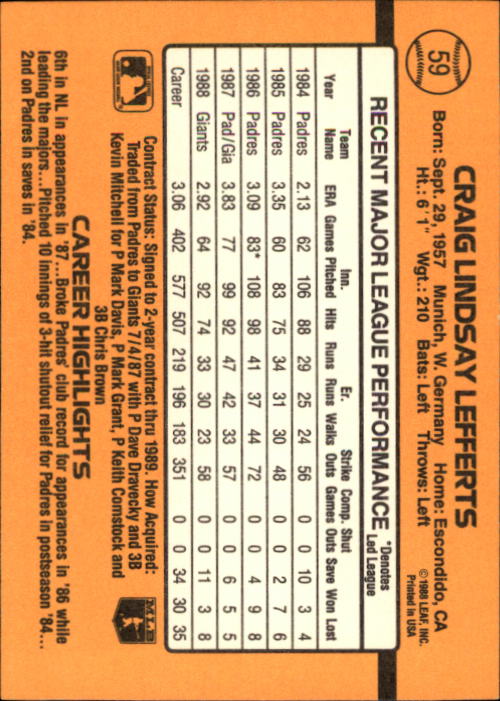 59
CRAIG LINDSAY LEFFERTS
Born: Sept. 29, 1957 Munich, W. Germany Home: Escondido, CA
Ht.: 6'1" Wgt.: 210 Bats: Left Throws: Left
© 1988 LEAF, INC.
Printed in USA
RECENT MAJOR LEAGUE PERFORMANCE
*Denotes
Led League
Team Inn. Er. Strike Comp. Shut
Year Name ERA Games Pitched Hits Runs Runs Walks Outs Games Outs Save Won Lost
1984 Padres 2.13 62 106 88 29 25 24 56 0 0 10 3 4
1985 Padres 3.35 60 83 75 34 31 30 48 0 0 2 7 6
1986 Padres 3.09 83* 108 98 41 37 44 72 0 0 4 9 8
1987 Pad/Gia 3.83 77 99 92 47 42 33 57 0 0 6 5 5
1988 Giants 2.92 64 92 74 33 30 23 58 0 0 11 3 8
Career 3.06 402 577 507 219 196 183 351 0 0 34 30 35
Contract Status: Signed to 2-year contract thru 1989. How Acquired:
Traded from Padres to Giants 7/4/87 with P Dave Dravecky and 3B
Kevin Mitchell for P Mark Davis, P Mark Grant, P Keith Comstock and
3B Chris Brown
MLB
CAREER HIGHLIGHTS
6th in NL in appearances in '87...Broke Padres' club record for appearances in '86 while
leading the majors...Pitched 10 innings of 3-hit shutout relief for Padres in postseason '84...
2nd on Padres in saves in '84.